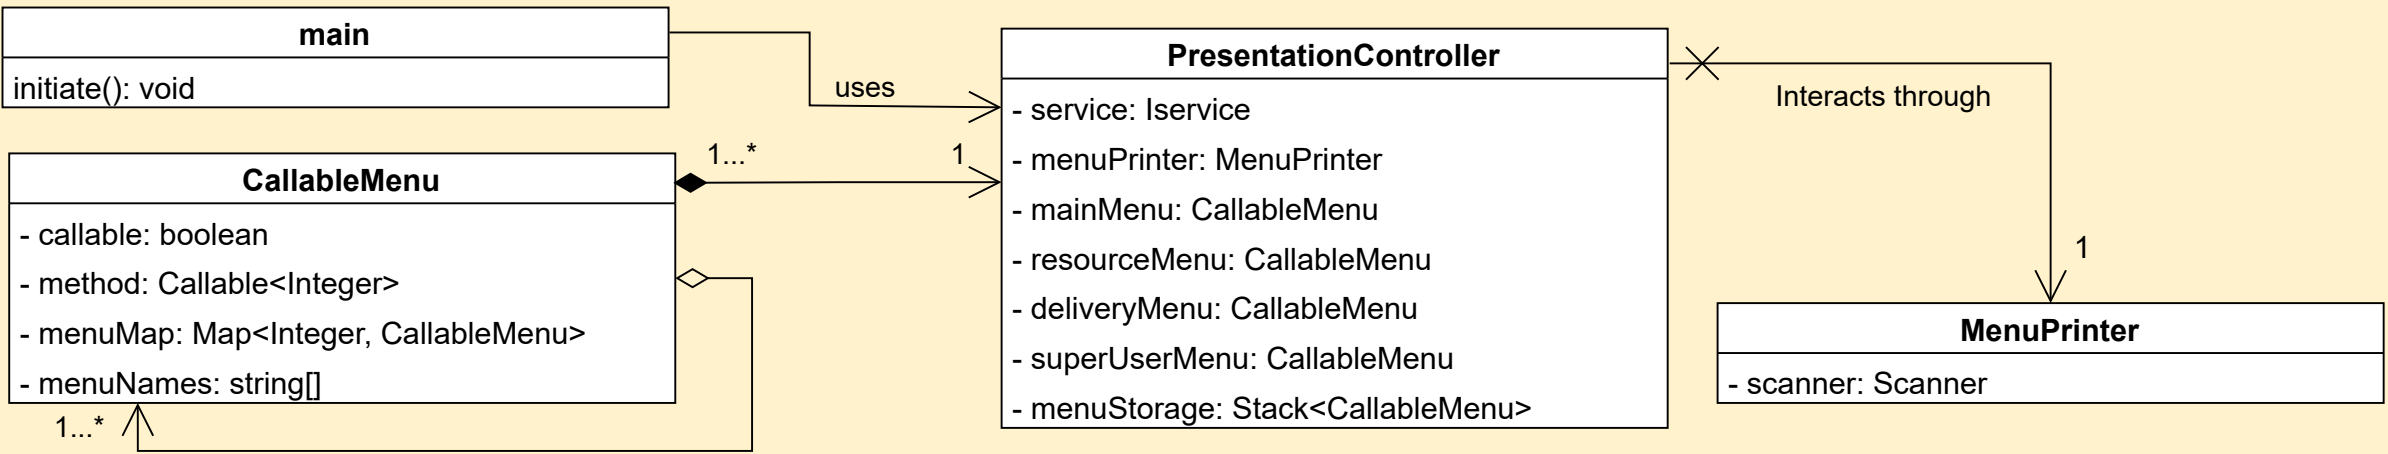 main
initiate(): void
uses
PresentationController
- service: Iservice
- menuPrinter: MenuPrinter
- mainMenu: CallableMenu
- resourceMenu: CallableMenu
- deliveryMenu: CallableMenu
- superUserMenu: CallableMenu
- menuStorage: Stack<CallableMenu>
Interacts through
1
CallableMenu
- callable: boolean
- method: Callable<Integer>
- menuMap: Map<Integer, CallableMenu>
- menuNames: string[]
1...*
1
1...*
MenuPrinter
- scanner: Scanner